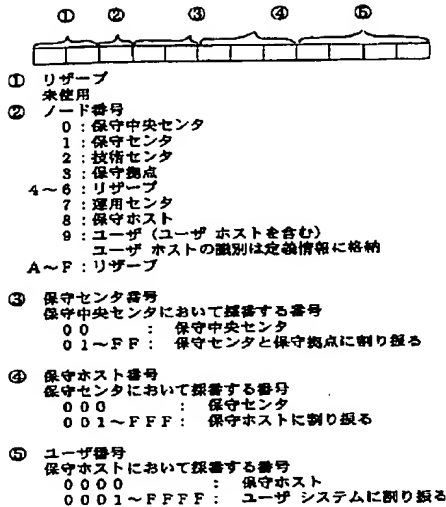 ① ② ③ ④ ⑤
① リザーブ
未使用
② ノード番号
0：保守中央センタ
1：保守センタ
2：技術センタ
3：保守拠点
4～6：リザーブ
7：運用センタ
8：保守ホスト
9：ユーザ（ユーザ ホストを含む）
ユーザ ホストの識別は定義情報に格納
A～F：リザーブ
③ 保守センタ番号
保守中央センタにおいて採番する番号
00 ： 保守中央センタ
01～FF： 保守センタと保守拠点に割り振る
④ 保守ホスト番号
保守センタにおいて採番する番号
000 ： 保守センタ
001～FFF： 保守ホストに割り振る
⑤ ユーザ番号
保守ホストにおいて採番する番号
0000 ： 保守ホスト
0001～FFFF： ユーザ システムに割り振る